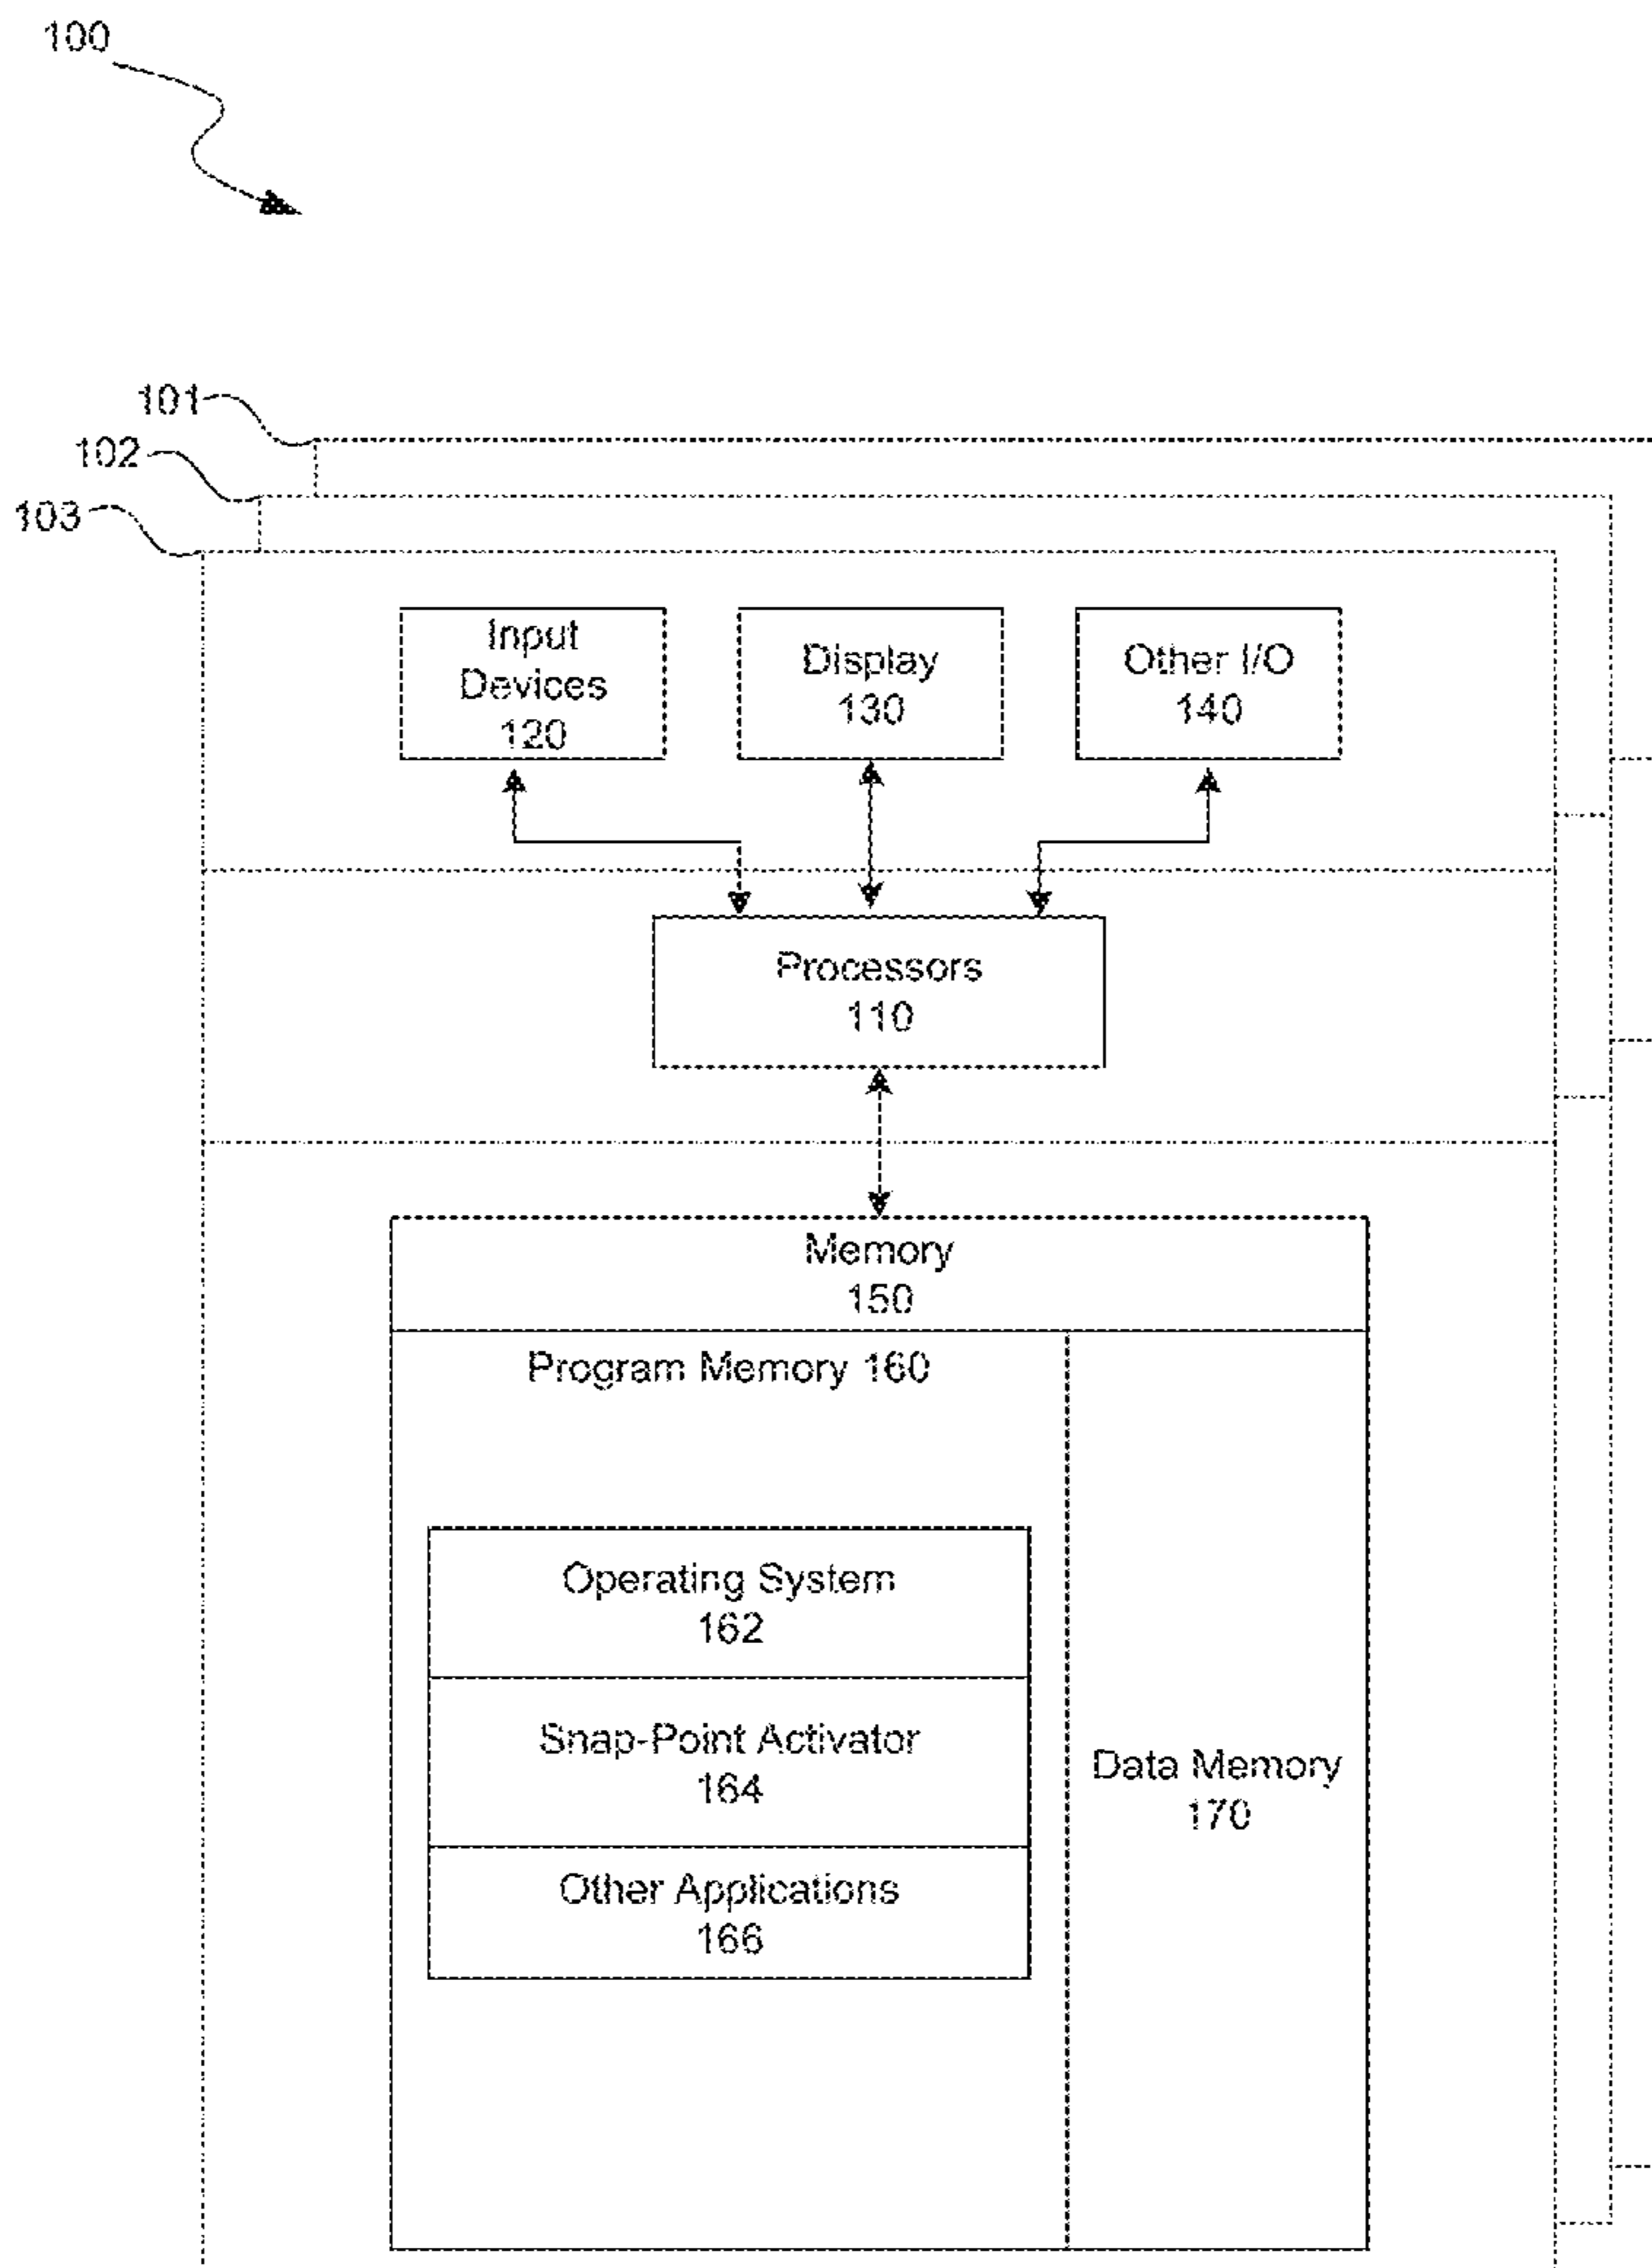 100
101
102
103
Input
Devices
120
Display
130
Other I/O
140
Processors
110
Memory
150
Program Memory 160
Operating System
162
Snap-Point Activator
164
Other Applications
166
Data Memory
170